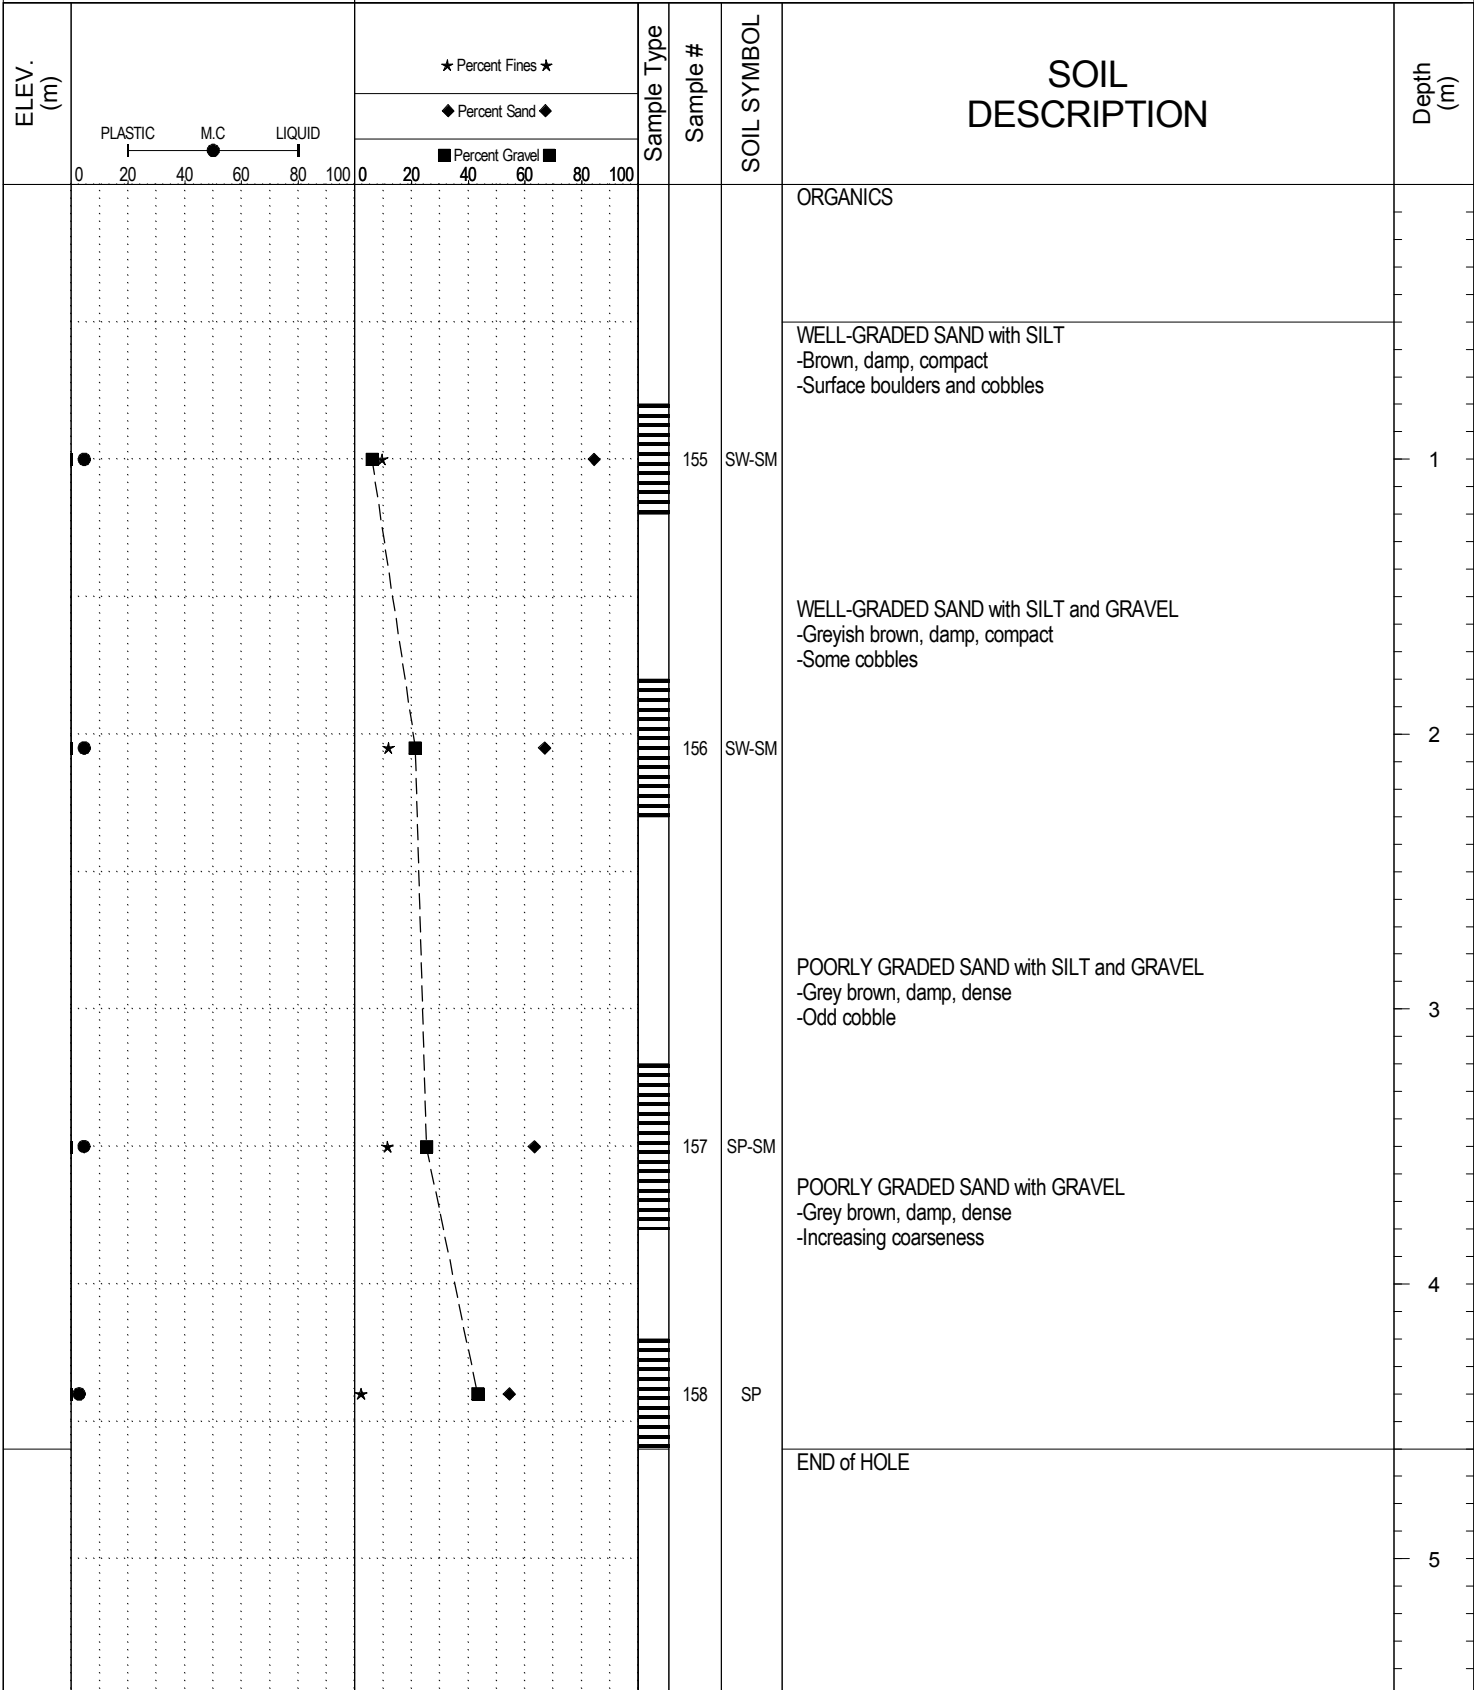 ELEV.
(m)
PLASTIC M.C LIQUID
0 20 40 60 80 100
★ Percent Fines ★
◆ Percent Sand ◆
■ Percent Gravel ■
0 20 40 60 80 100
Sample Type
Sample #
SOIL SYMBOL
SOIL
DESCRIPTION
Depth
(m)
ORGANICS
WELL-GRADED SAND with SILT
-Brown, damp, compact
-Surface boulders and cobbles
155 SW-SM 1
WELL-GRADED SAND with SILT and GRAVEL
-Greyish brown, damp, compact
-Some cobbles
156 SW-SM 2
POORLY GRADED SAND with SILT and GRAVEL
-Grey brown, damp, dense
-Odd cobble
3
157 SP-SM
POORLY GRADED SAND with GRAVEL
-Grey brown, damp, dense
-Increasing coarseness
4
158 SP
END of HOLE
5